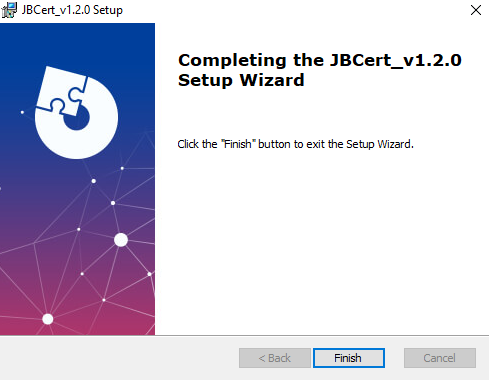 JBCert_v1.2.0 Setup
Completing the JBCert_v1.2.0
Setup Wizard
Click the "Finish" button to exit the Setup Wizard.
< Back
Finish
Cancel